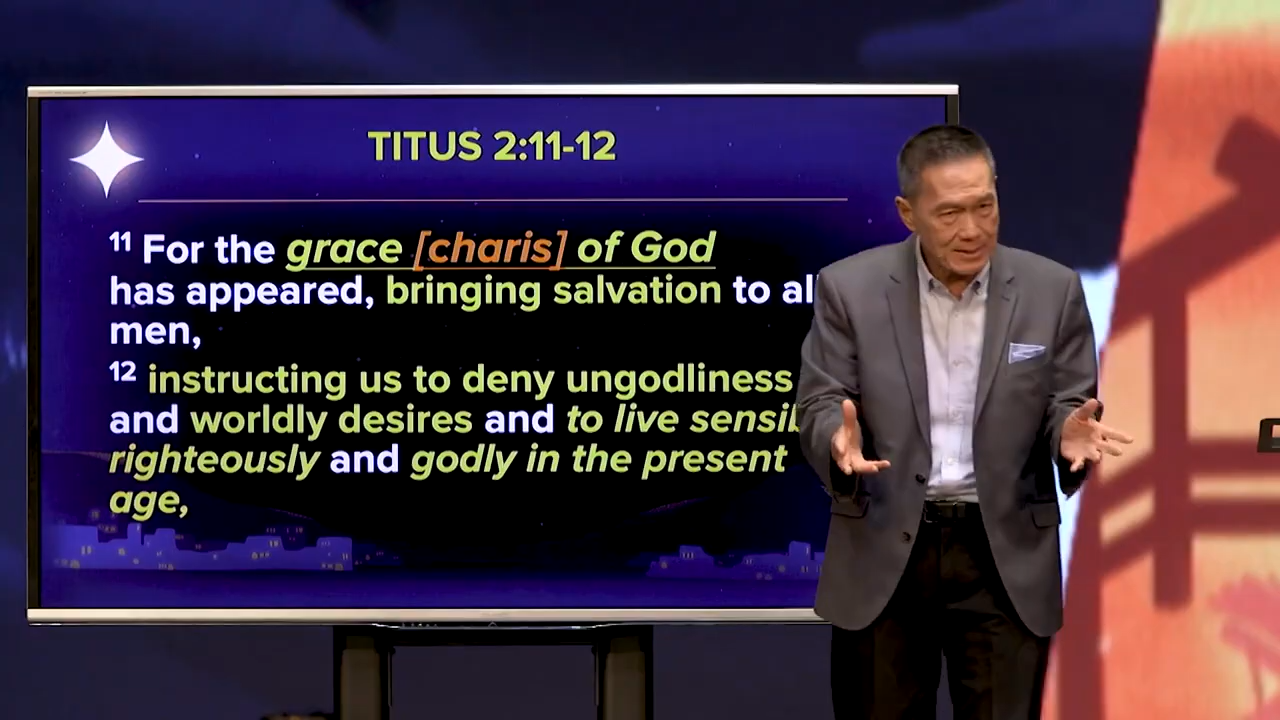 TITUS 2:11-12
11 For the grace [charis] of God
has appeared, bringing salvation to al
men,
12 instructing us to deny ungodliness
and worldly desires and to live sensib
righteously and godly in the present
age,